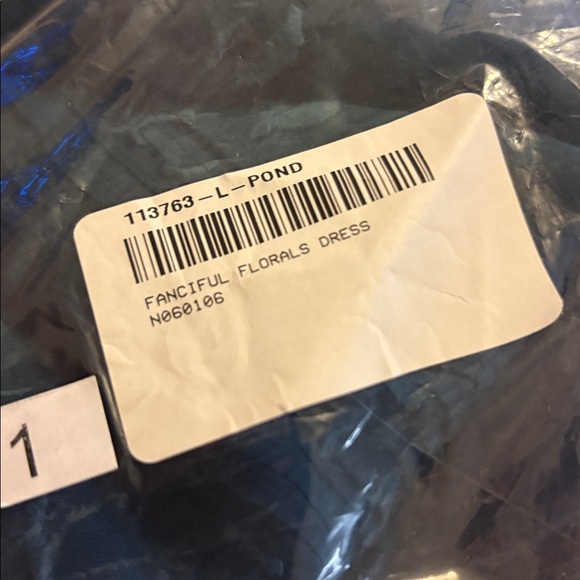 113763-L-POND
FANCIFUL FLORALS DRESS
N060106
1